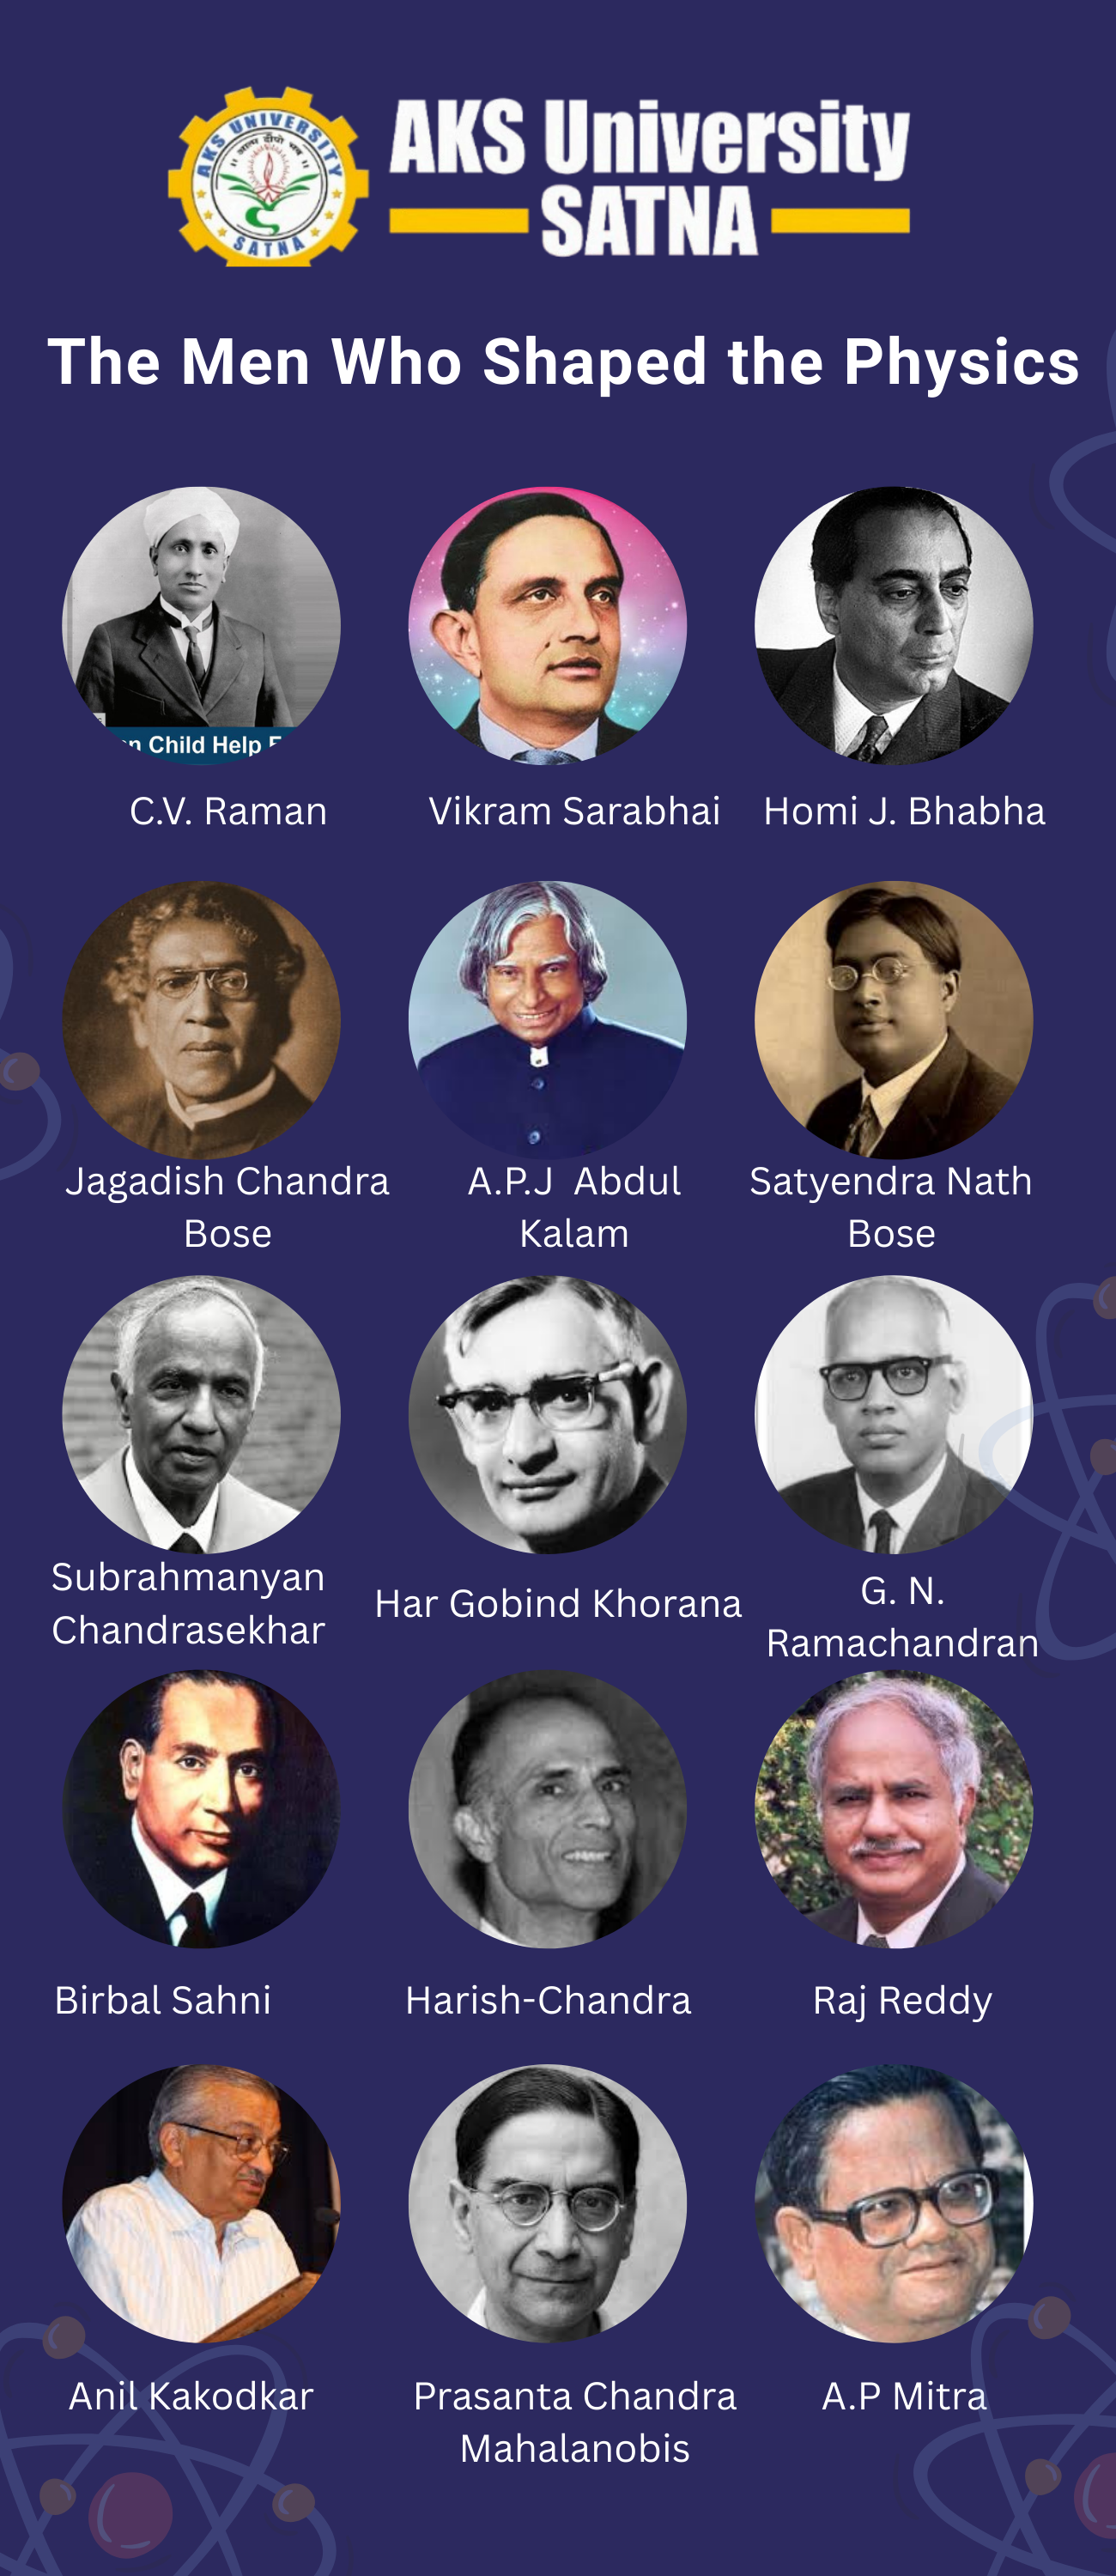 AKS UNIVERSITY
॥ आत्म दीपो भव ॥
SATNA
AKS University
SATNA
The Men Who Shaped the Physics
n Child Help F
C.V. Raman
Vikram Sarabhai
Homi J. Bhabha
Jagadish Chandra
Bose
A.P.J Abdul
Kalam
Satyendra Nath
Bose
Subrahmanyan
Chandrasekhar
Har Gobind Khorana
G. N.
Ramachandran
Birbal Sahni
Harish-Chandra
Raj Reddy
Anil Kakodkar
Prasanta Chandra
Mahalanobis
A.P Mitra